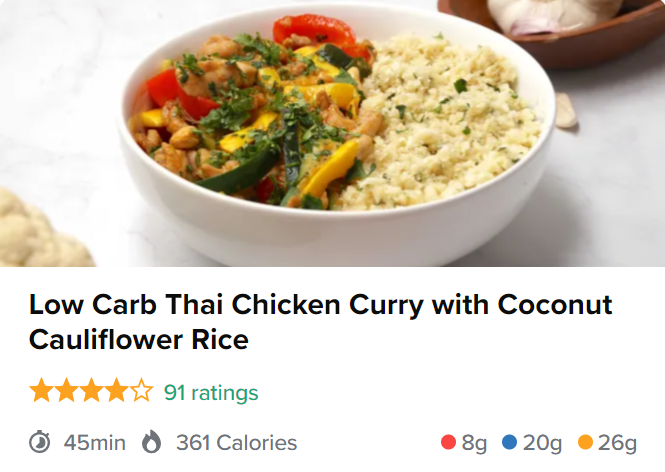 Low Carb Thai Chicken Curry with Coconut
Cauliflower Rice
91 ratings
45min 361 Calories 8g 20g 26g